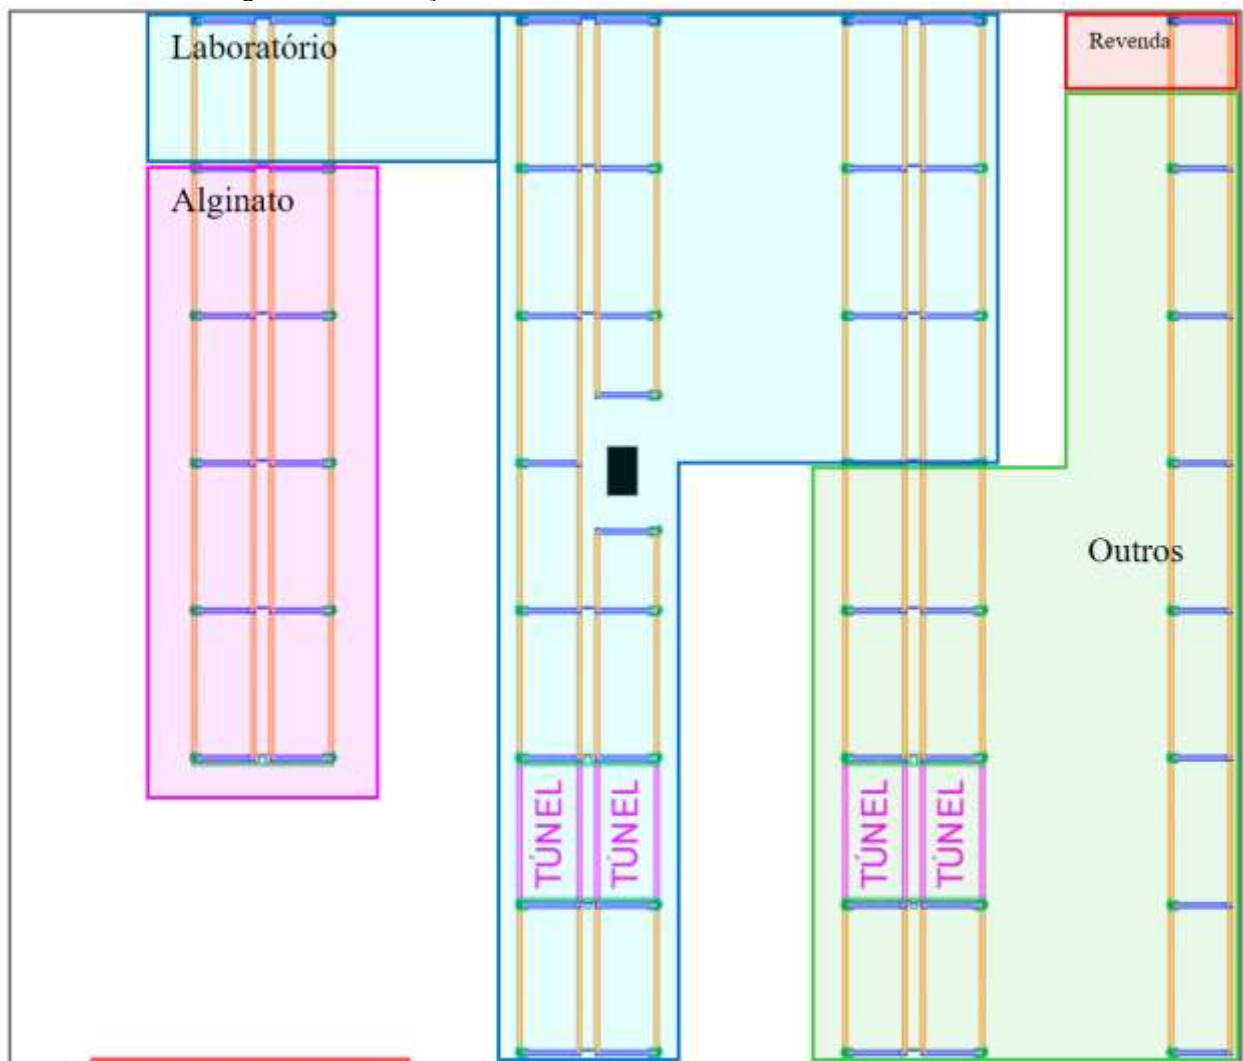 Laboratório
Revenda
Alginato
Outros
TÚNEL
TÚNEL
TÚNEL
TÚNEL